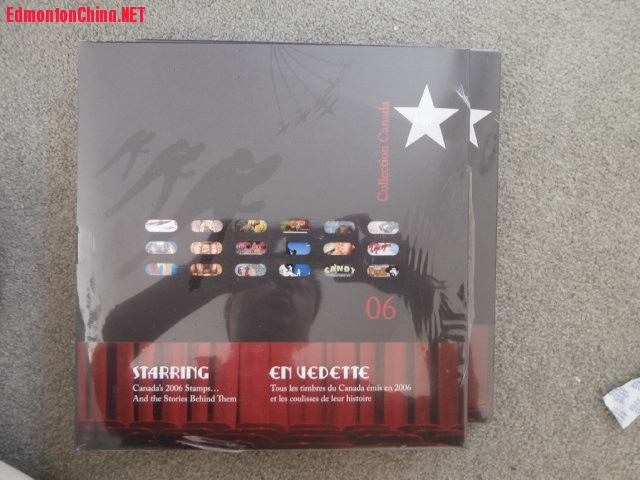 EdmontonChina.NET
Collection Canada
CANDY
06
STARRING
Canada's 2006 Stamps...
And the Stories Behind Them
EN VEDETTE
Tous les timbres du Canada émis en 2006
et les coulisses de leur histoire